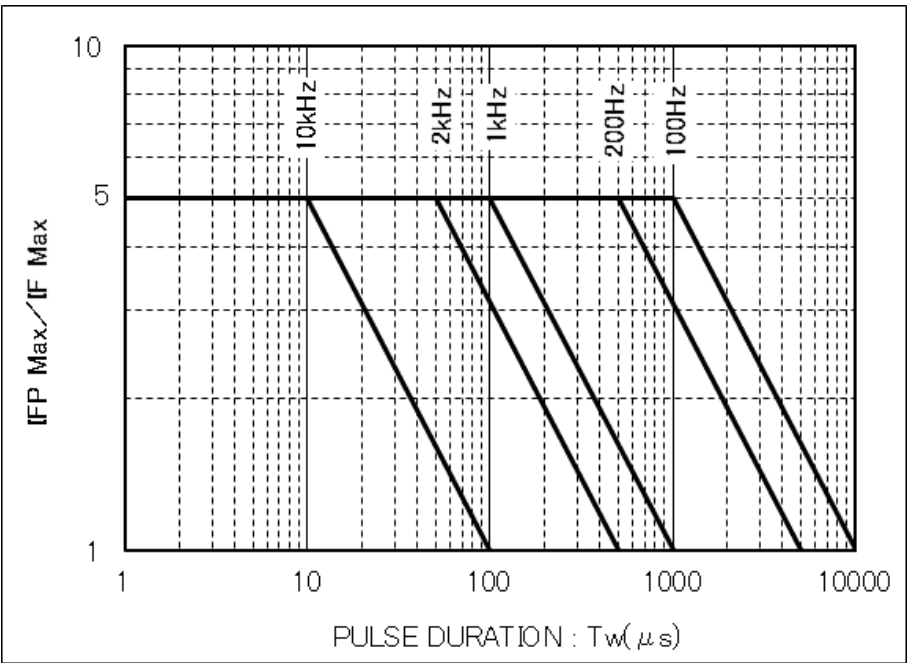 10
5
1
IFP Max/IF Max
10kHz
2kHz
1kHz
200Hz
100Hz
1
10
100
1000
10000
PULSE DURATION : Tw(μs)